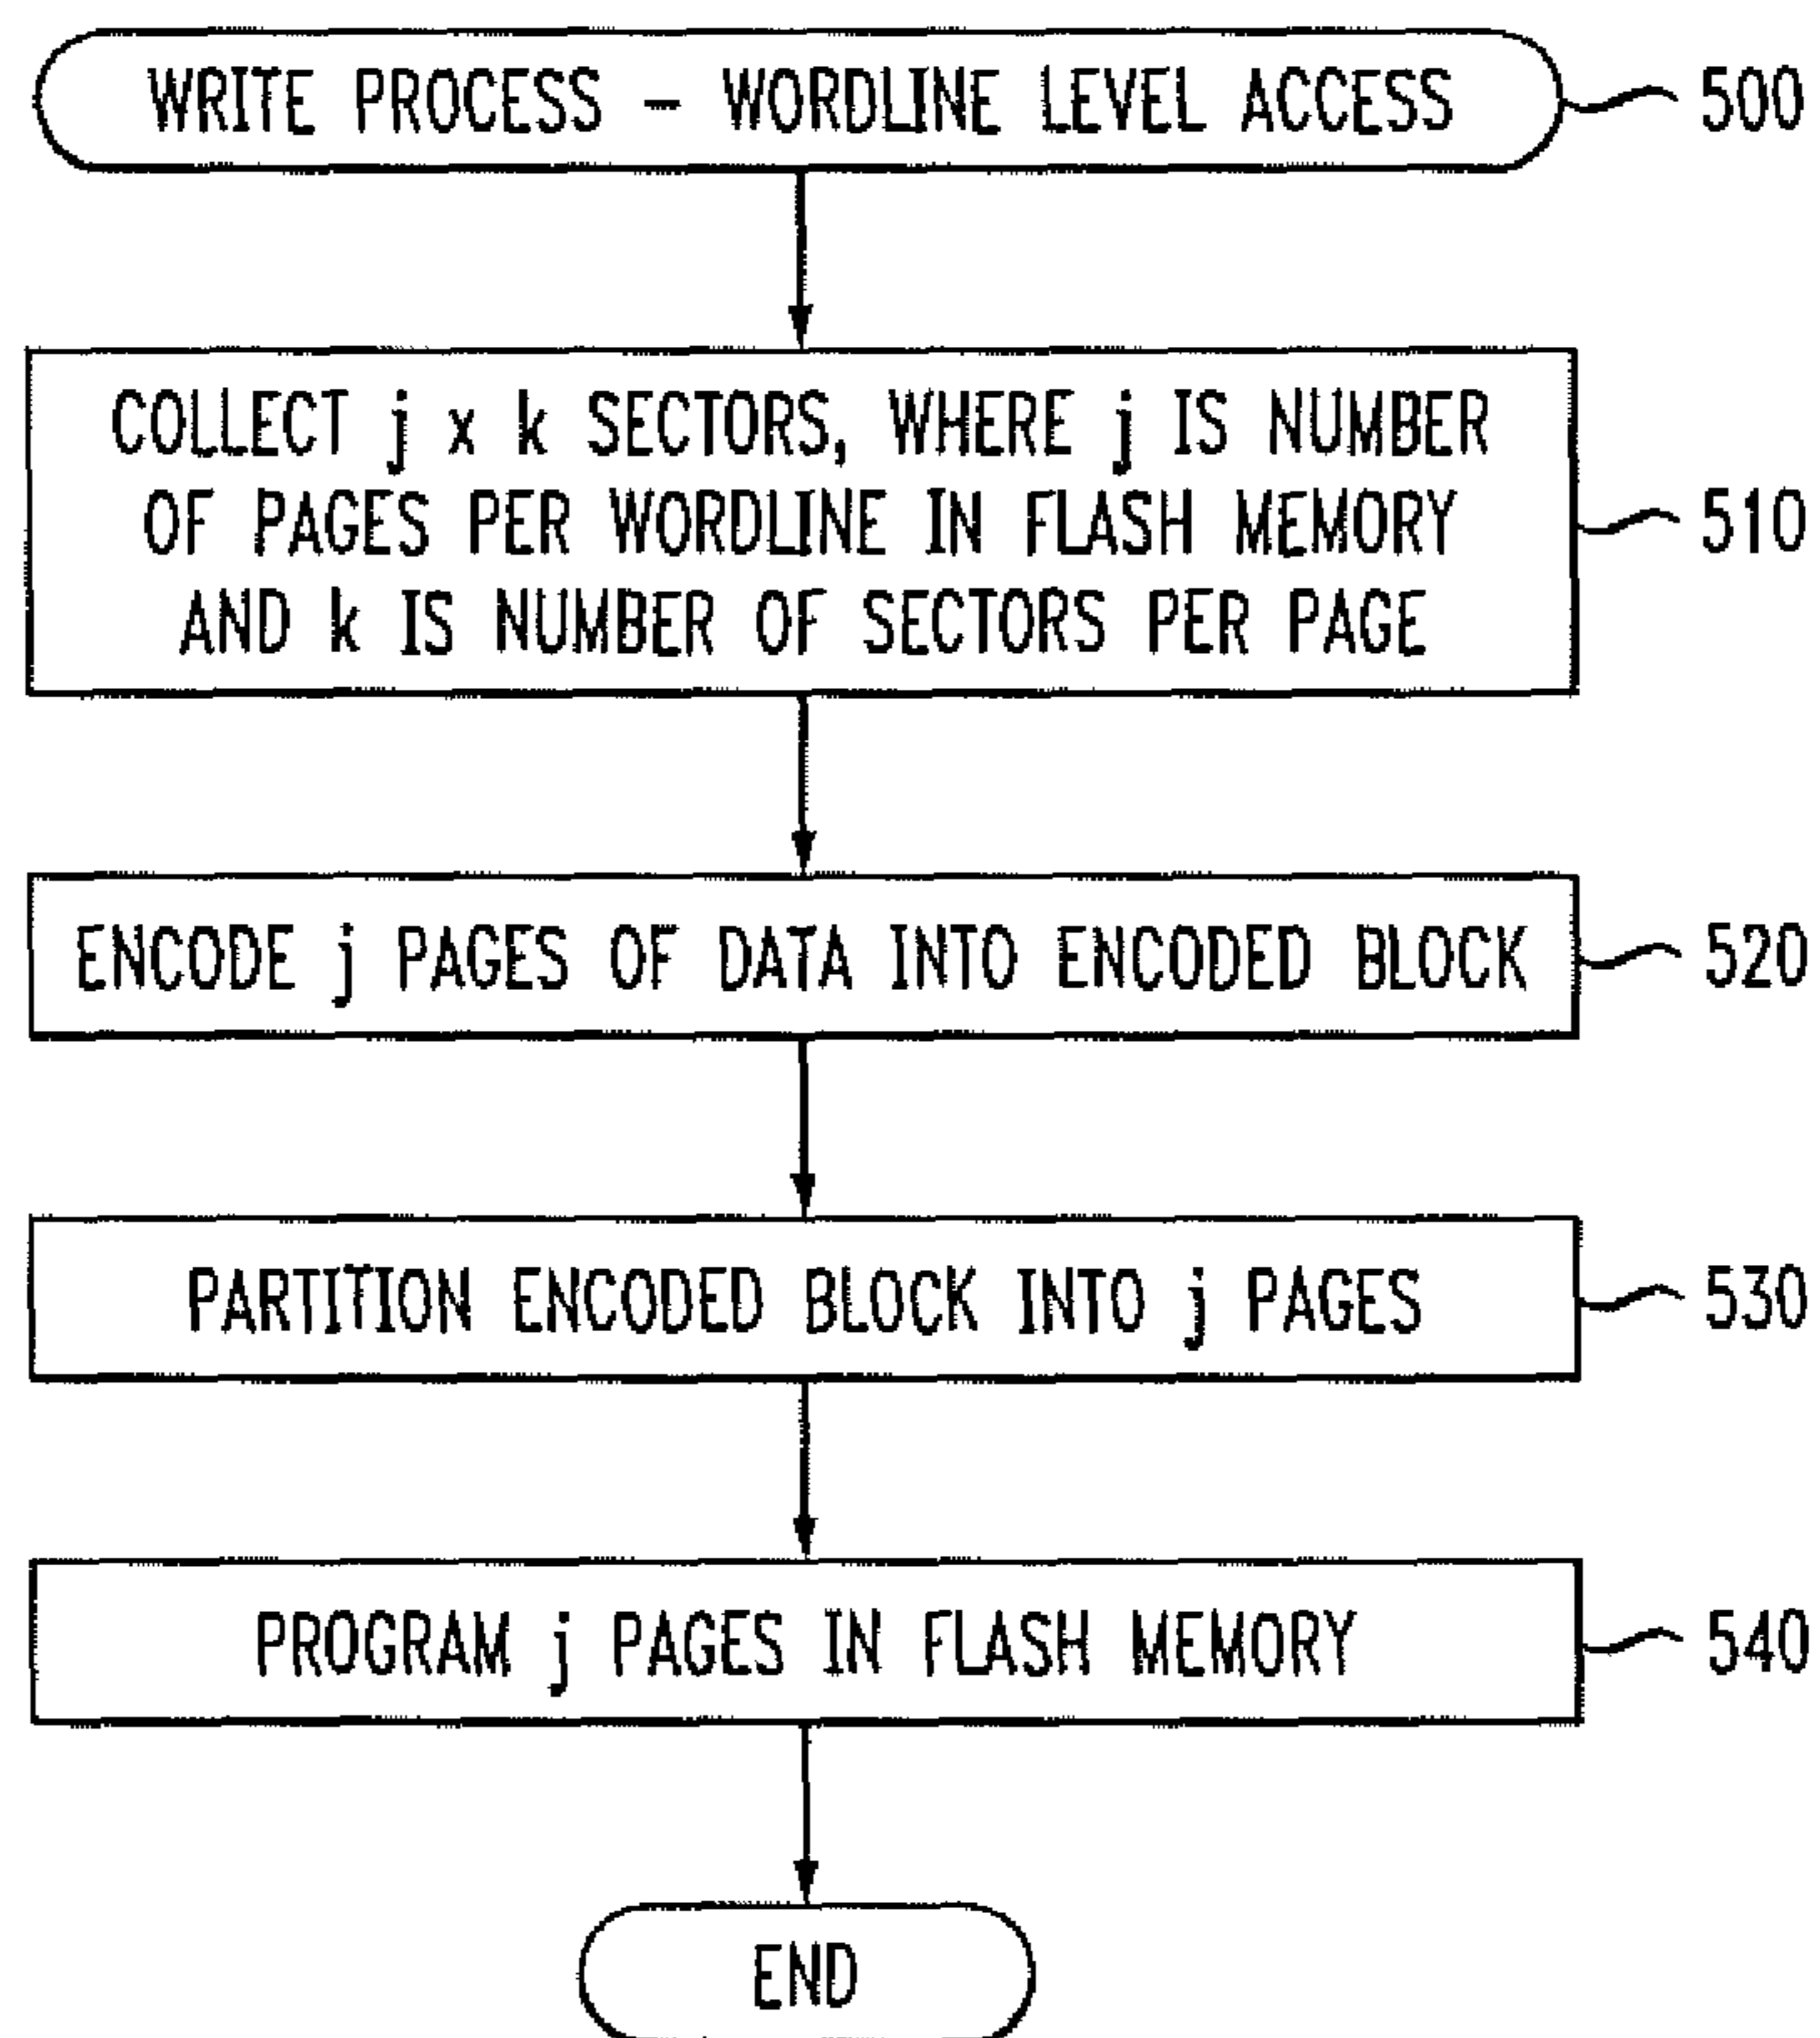 WRITE PROCESS – WORDLINE LEVEL ACCESS 500
COLLECT j x k SECTORS, WHERE j IS NUMBER
OF PAGES PER WORDLINE IN FLASH MEMORY 510
AND k IS NUMBER OF SECTORS PER PAGE
ENCODE j PAGES OF DATA INTO ENCODED BLOCK 520
PARTITION ENCODED BLOCK INTO j PAGES 530
PROGRAM j PAGES IN FLASH MEMORY 540
END